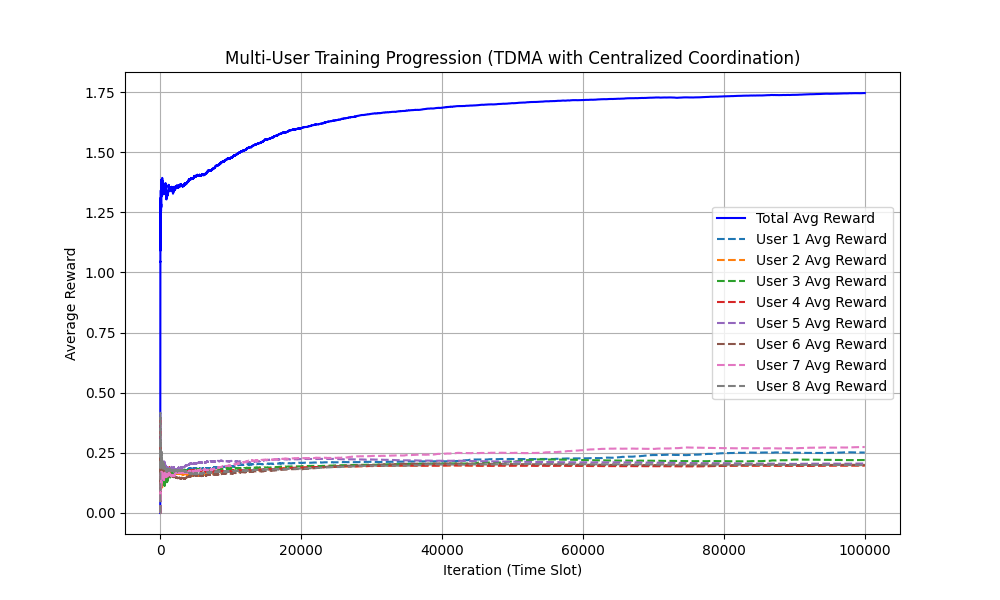 Multi-User Training Progression (TDMA with Centralized Coordination)
Average Reward
1.75
1.50
1.25
1.00
0.75
0.50
0.25
0.00
Total Avg Reward
User 1 Avg Reward
User 2 Avg Reward
User 3 Avg Reward
User 4 Avg Reward
User 5 Avg Reward
User 6 Avg Reward
User 7 Avg Reward
User 8 Avg Reward
0 20000 40000 60000 80000 100000
Iteration (Time Slot)